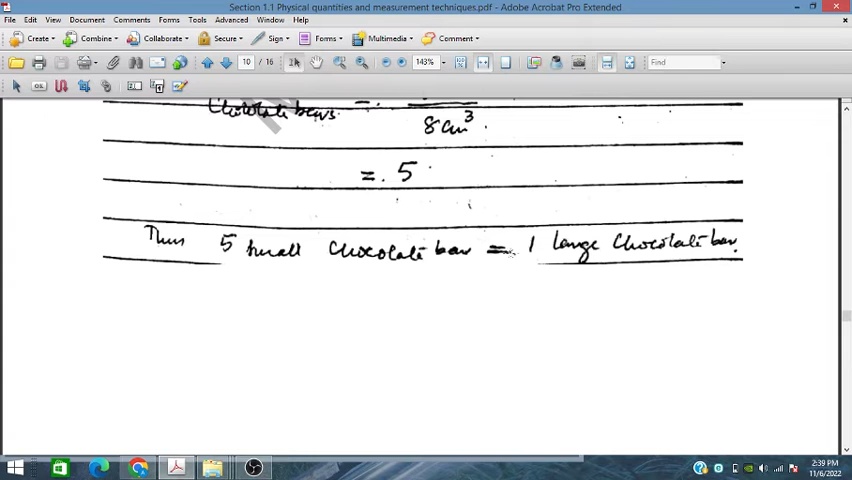 Section 1.1 Physical quantities and measurement techniques.pdf - Adobe Acrobat Pro Extended
File Edit View Document Comments Forms Tools Advanced Window Help
Create Combine Collaborate Secure Sign Forms Multimedia Comment
10 / 16 143% Find
Chocolate bars =
8cm³
= 5
Thus 5 small Chocolate bar = 1 large Chocolate bar.
2:39 PM
11/6/2022